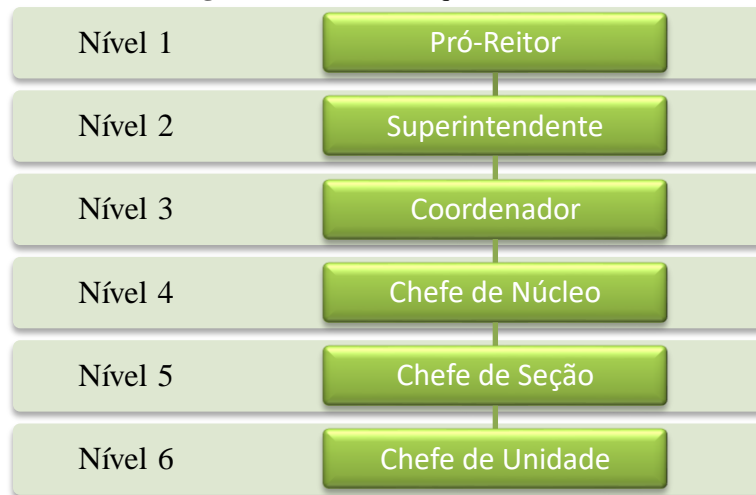 Nível 1 Pró-Reitor
Nível 2 Superintendente
Nível 3 Coordenador
Nível 4 Chefe de Núcleo
Nível 5 Chefe de Seção
Nível 6 Chefe de Unidade